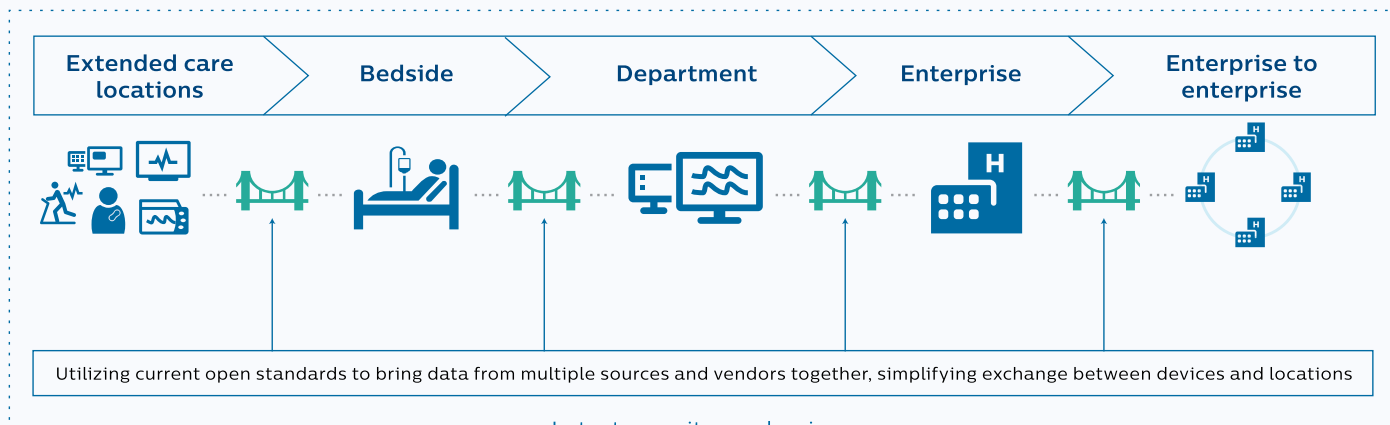 Extended care
locations
Bedside
Department
Enterprise
Enterprise to
enterprise
H
H
H
H
H
Utilizing current open standards to bring data from multiple sources and vendors together, simplifying exchange between devices and locations